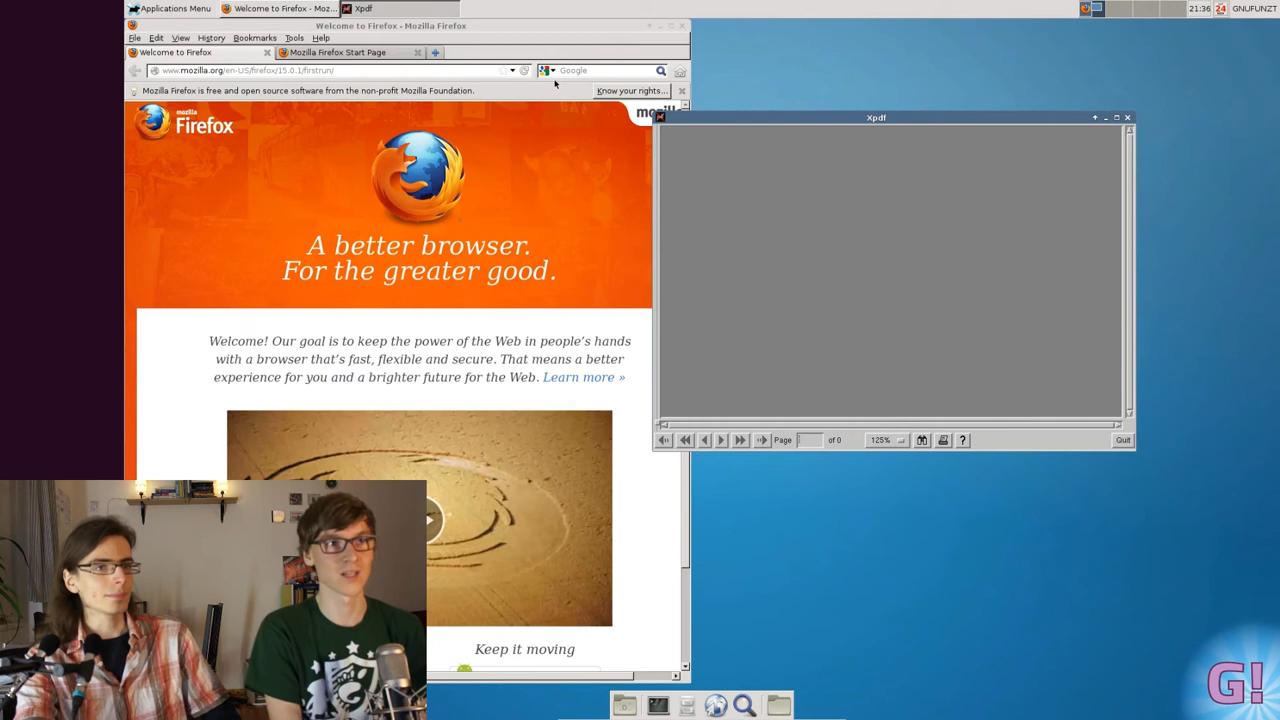 Applications Menu
Welcome to Firefox - Moz...
Xpdf
21:36
24
GNUFUNZT
Welcome to Firefox - Mozilla Firefox
File Edit View History Bookmarks Tools Help
Welcome to Firefox
Mozilla Firefox Start Page
www.mozilla.org/en-US/firefox/15.0.1/firstrun/
Google
Mozilla Firefox is free and open source software from the non-profit Mozilla Foundation.
Know your rights...
mozilla
Firefox
A better browser.
For the greater good.
Welcome! Our goal is to keep the power of the Web in people's hands
with a browser that's fast, flexible and secure. That means a better
experience for you and a brighter future for the Web. Learn more »
Keep it moving
Xpdf
Page
of 0
125%
?
Quit
G!